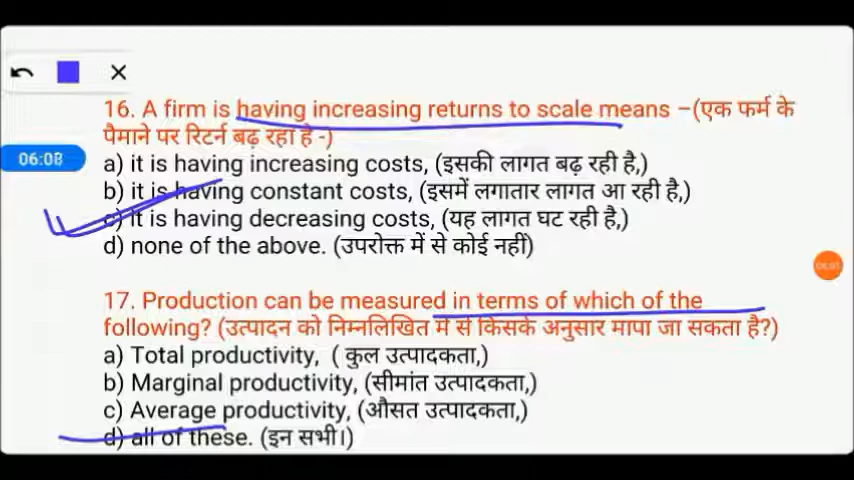 16. A firm is having increasing returns to scale means –(एक फर्म के
पैमाने पर रिटर्न बढ़ रहा है -)
06:08
a) it is having increasing costs, (इसकी लागत बढ़ रही है,)
b) it is having constant costs, (इसमें लगातार लागत आ रही है,)
c) it is having decreasing costs, (यह लागत घट रही है,)
d) none of the above. (उपरोक्त में से कोई नहीं)
17. Production can be measured in terms of which of the
following? (उत्पादन को निम्नलिखित में से किसके अनुसार मापा जा सकता है?)
a) Total productivity, ( कुल उत्पादकता,)
b) Marginal productivity, (सीमांत उत्पादकता,)
c) Average productivity, (औसत उत्पादकता,)
d) all of these. (इन सभी।)